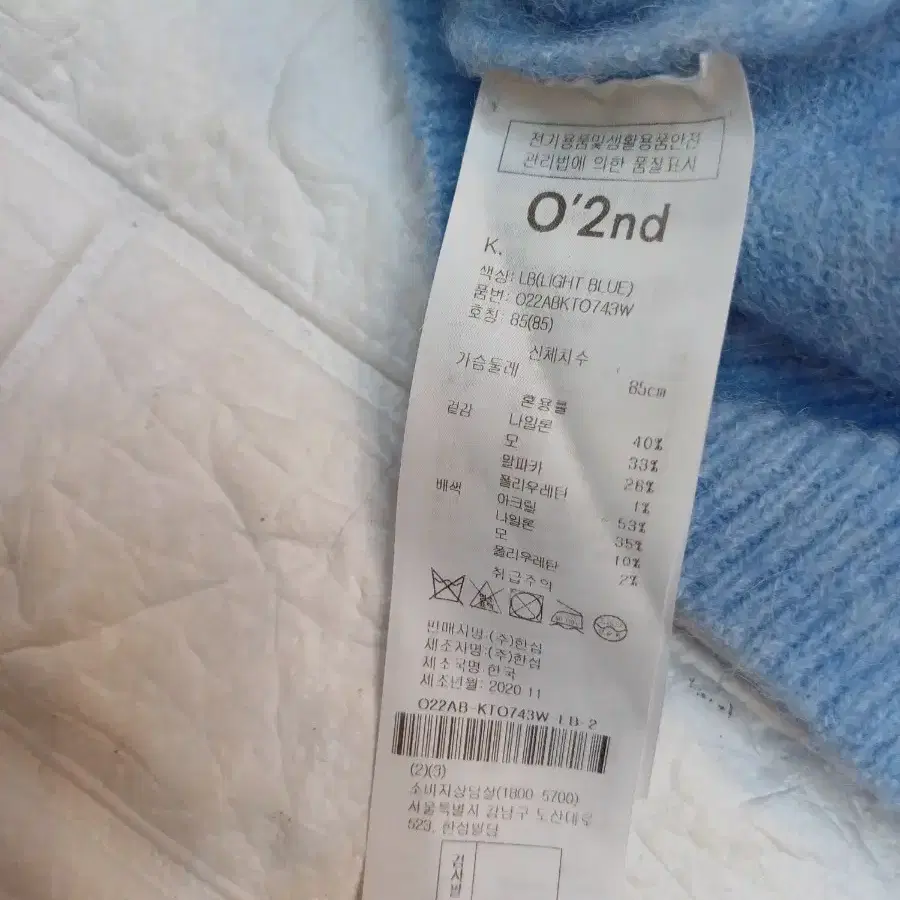 전기용품및생활용품안전
관리법에 의한 품질표시
O'2nd
K.
색상: LB(LIGHT BLUE)
품번: O22ABKTO743W
호칭: 85(85)
신체치수
가슴둘레 85cm
혼용률
겉감 나일론 40%
모 33%
알파카 26%
폴리우레탄 1%
배색 아크릴 53%
나일론 35%
모 10%
폴리우레탄 2%
취급주의
판매자명:(주)한섬
제조자명:(주)한섬
제조국명 한국
제조년월: 2020 11
O22AB-KTO743W-LB-2
(2)(3)
소비자상담실(1800-5700)
서울특별시 강남구 도산대로
523, 한섬빌딩
검사필